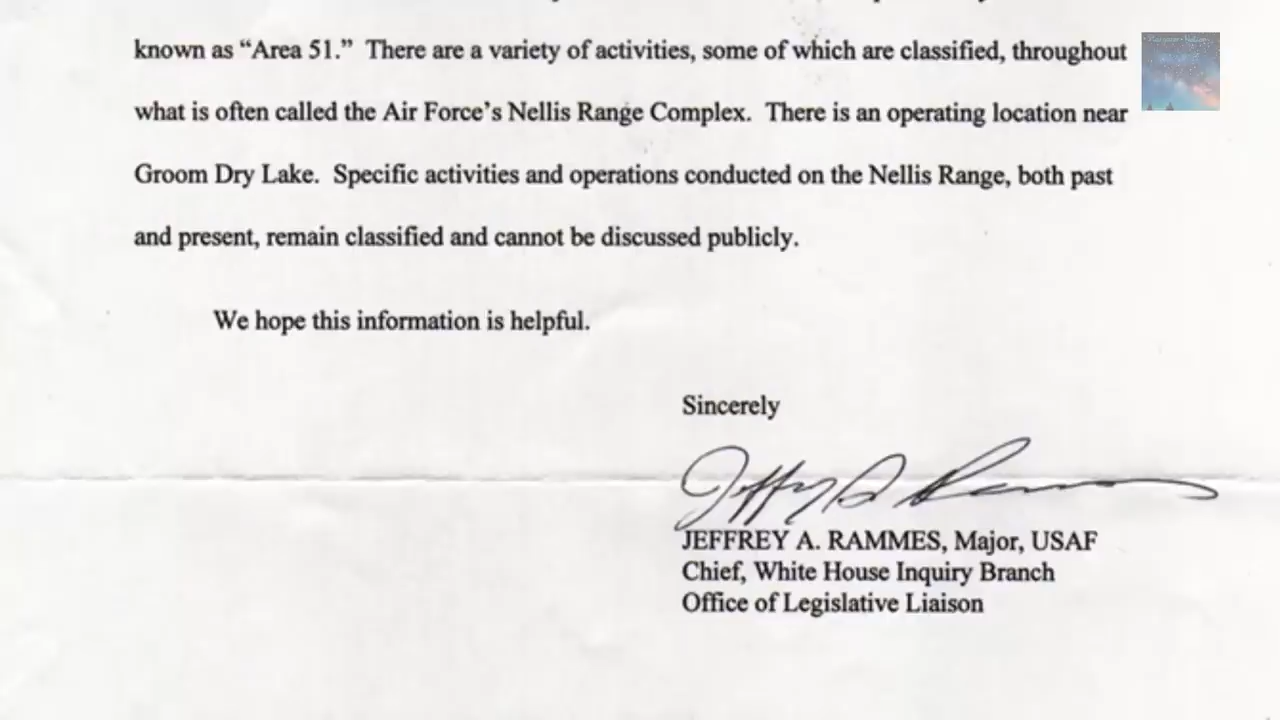 known as “Area 51.” There are a variety of activities, some of which are classified, throughout
what is often called the Air Force’s Nellis Range Complex. There is an operating location near
Groom Dry Lake. Specific activities and operations conducted on the Nellis Range, both past
and present, remain classified and cannot be discussed publicly.
We hope this information is helpful.
Sincerely
Jeffrey A. Rammes
JEFFREY A. RAMMES, Major, USAF
Chief, White House Inquiry Branch
Office of Legislative Liaison